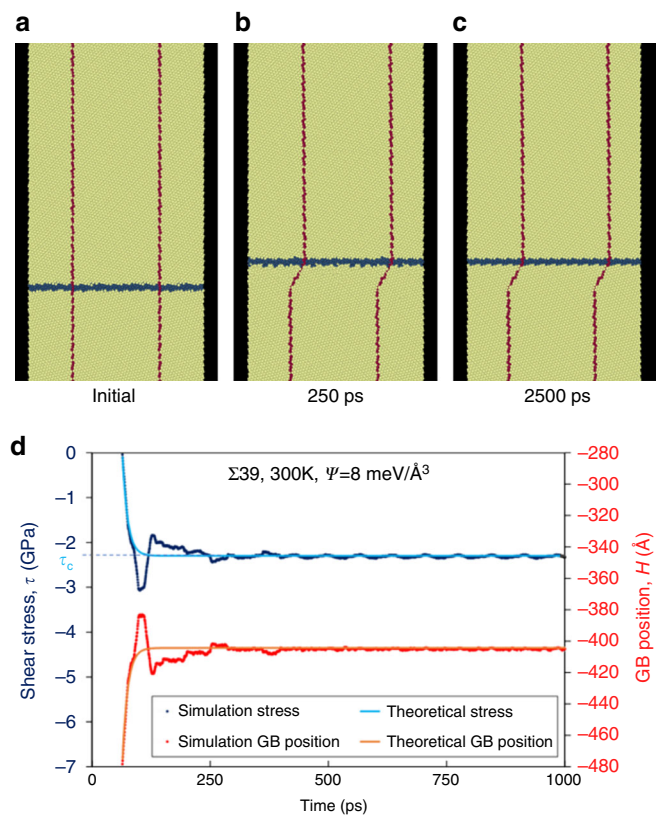 a
b
c
Initial
250 ps
2500 ps
d
Σ39, 300K, Ψ=8 meV/Å³
Shear stress, τ (GPa)
0
−1
−2
τc
−3
−4
−5
−6
−7
GB position, H (Å)
−280
−300
−320
−340
−360
−380
−400
−420
−440
−460
−480
Simulation stress
Theoretical stress
Simulation GB position
Theoretical GB position
0
250
500
750
1000
Time (ps)